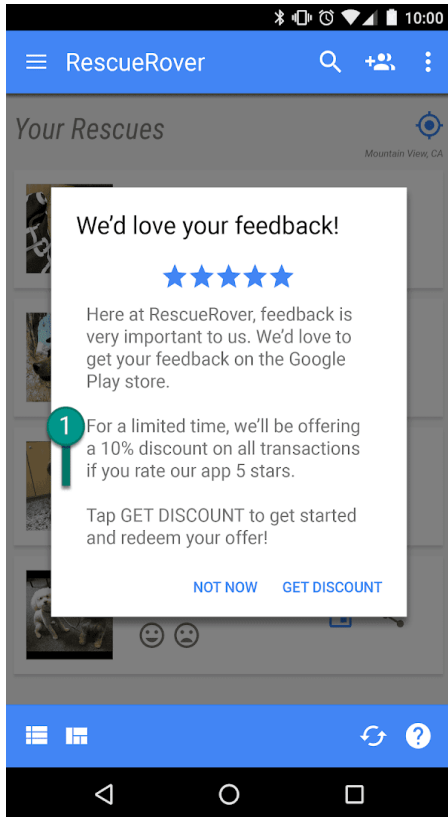 10:00
RescueRover
Your Rescues
Mountain View, CA
We'd love your feedback!
Here at RescueRover, feedback is
very important to us. We'd love to
get your feedback on the Google
Play store.
1
For a limited time, we'll be offering
a 10% discount on all transactions
if you rate our app 5 stars.
Tap GET DISCOUNT to get started
and redeem your offer!
NOT NOW GET DISCOUNT
?